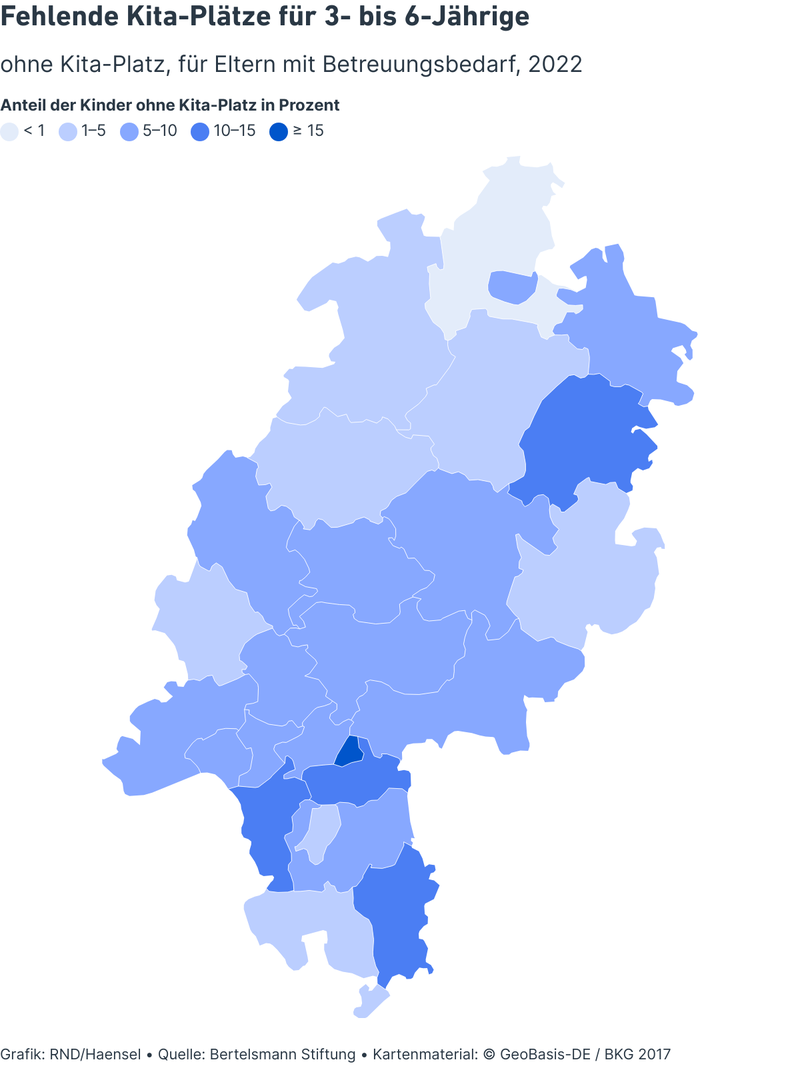 Fehlende Kita-Plätze für 3- bis 6-Jährige
ohne Kita-Platz, für Eltern mit Betreuungsbedarf, 2022
Anteil der Kinder ohne Kita-Platz in Prozent
< 1 1–5 5–10 10–15 ≥ 15
Grafik: RND/Haensel • Quelle: Bertelsmann Stiftung • Kartenmaterial: © GeoBasis-DE / BKG 2017